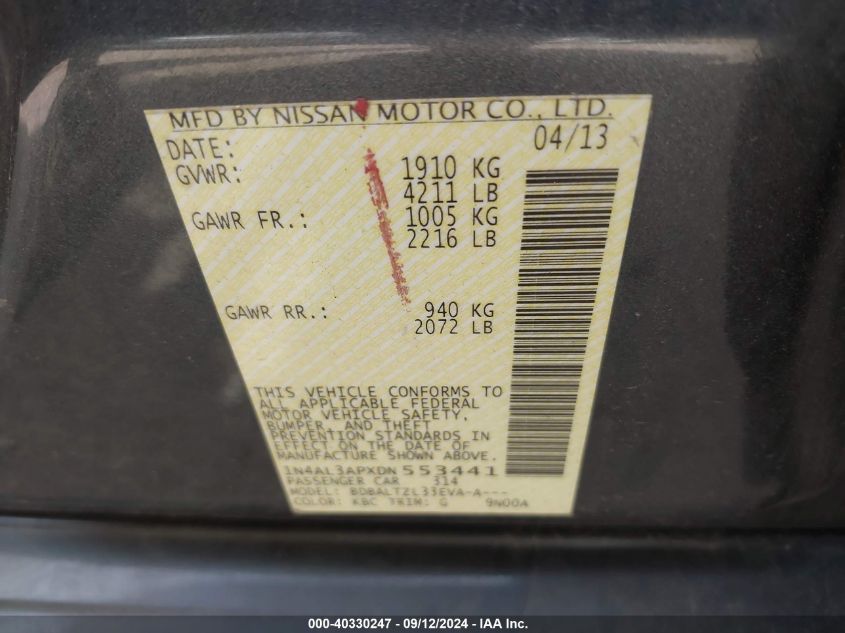 MFD BY NISSAN MOTOR CO., LTD.
DATE: 04/13
GVWR: 1910 KG
4211 LB
GAWR FR.: 1005 KG
2216 LB
GAWR RR.: 940 KG
2072 LB
THIS VEHICLE CONFORMS TO
ALL APPLICABLE FEDERAL
MOTOR VEHICLE SAFETY,
BUMPER, AND THEFT
PREVENTION STANDARDS IN
EFFECT ON THE DATE OF
MANUFACTURE SHOWN ABOVE.
1N4AL3APXDN553441
PASSENGER CAR 314
MODEL: BDBALTZL33EVA-A---
COLOR: KBC TRIM: G 9N00A
000-40330247 - 09/12/2024 - IAA Inc.